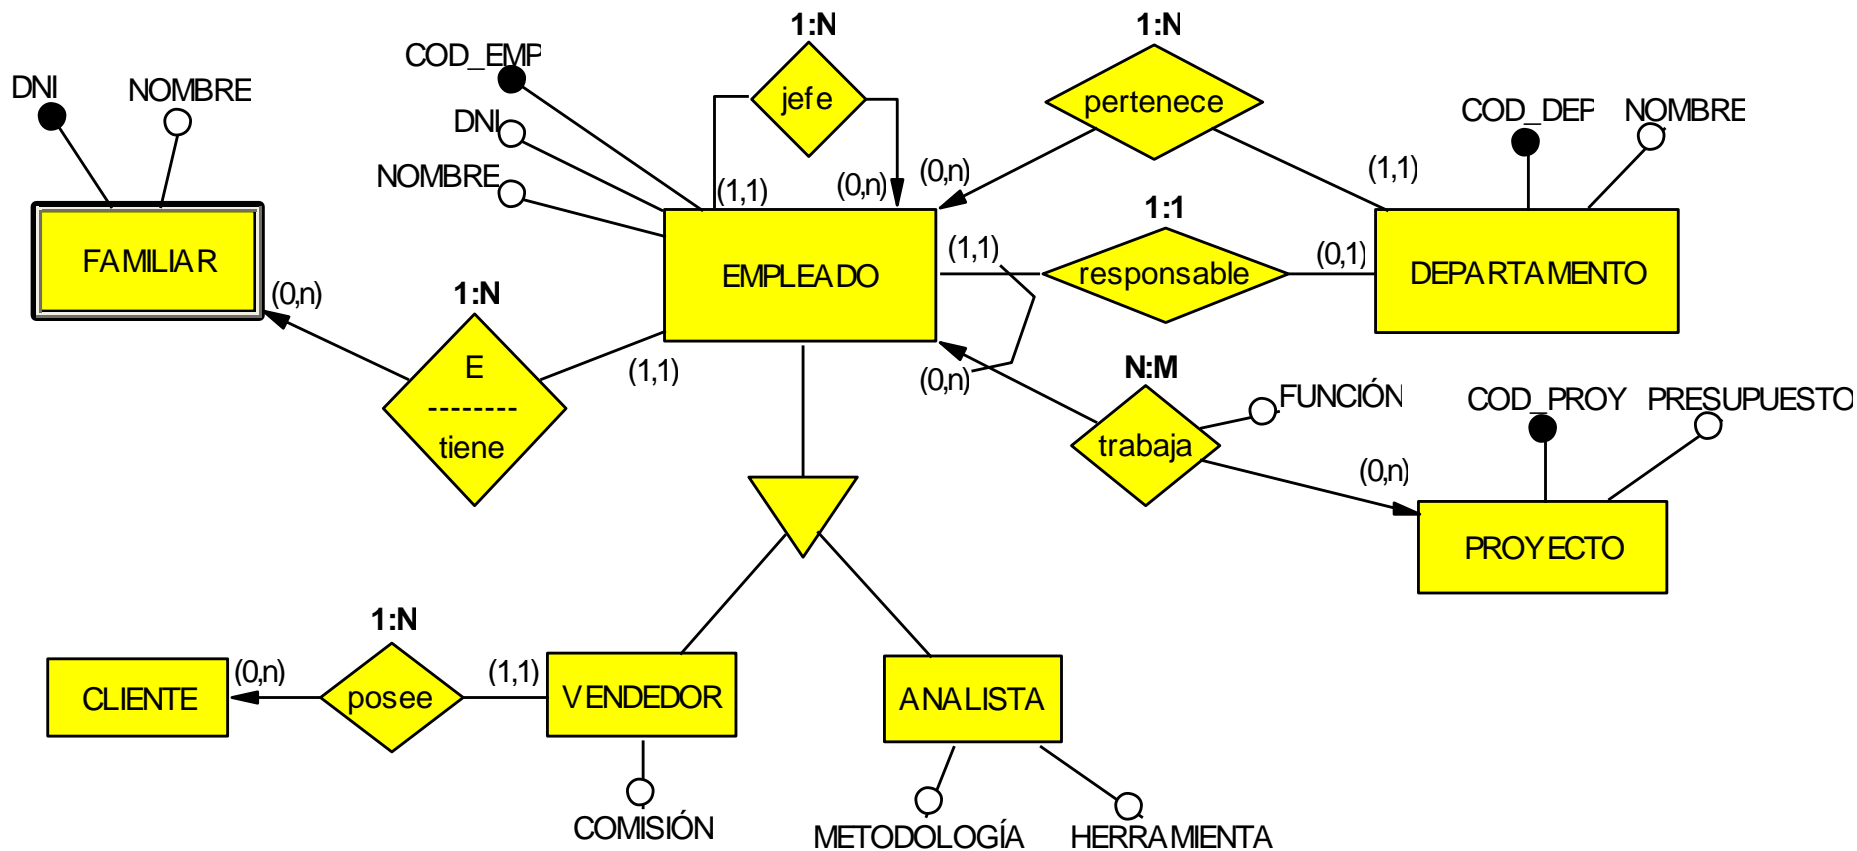 1:N
1:N
COD_EMP
DNI
NOMBRE
jefe
pertenece
COD_DEP
NOMBRE
DNI
NOMBRE
(1,1)
(0,n)
(0,n)
(1,1)
1:1
FAMILIAR
EMPLEADO
(1,1)
responsable
(0,1)
DEPARTAMENTO
(0,n)
1:N
E
--------
tiene
(1,1)
(0,n)
N:M
FUNCIÓN
trabaja
COD_PROY
PRESUPUESTO
(0,n)
PROYECTO
1:N
CLIENTE
(0,n)
posee
(1,1)
VENDEDOR
ANALISTA
COMISIÓN
METODOLOGÍA
HERRAMIENTA